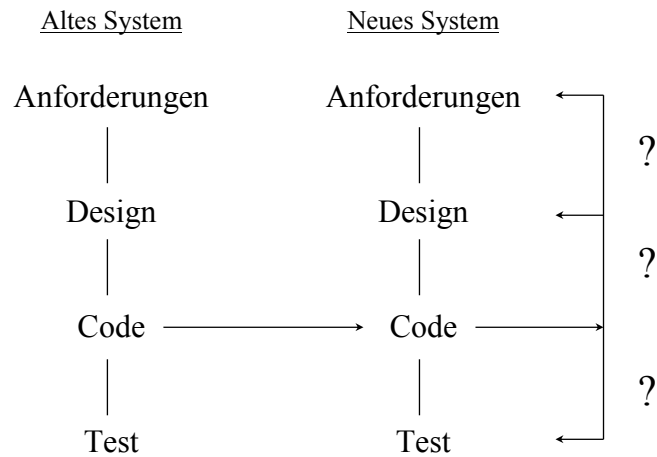 Altes System Neues System
Anforderungen Anforderungen
?
Design Design
?
Code Code
?
Test Test